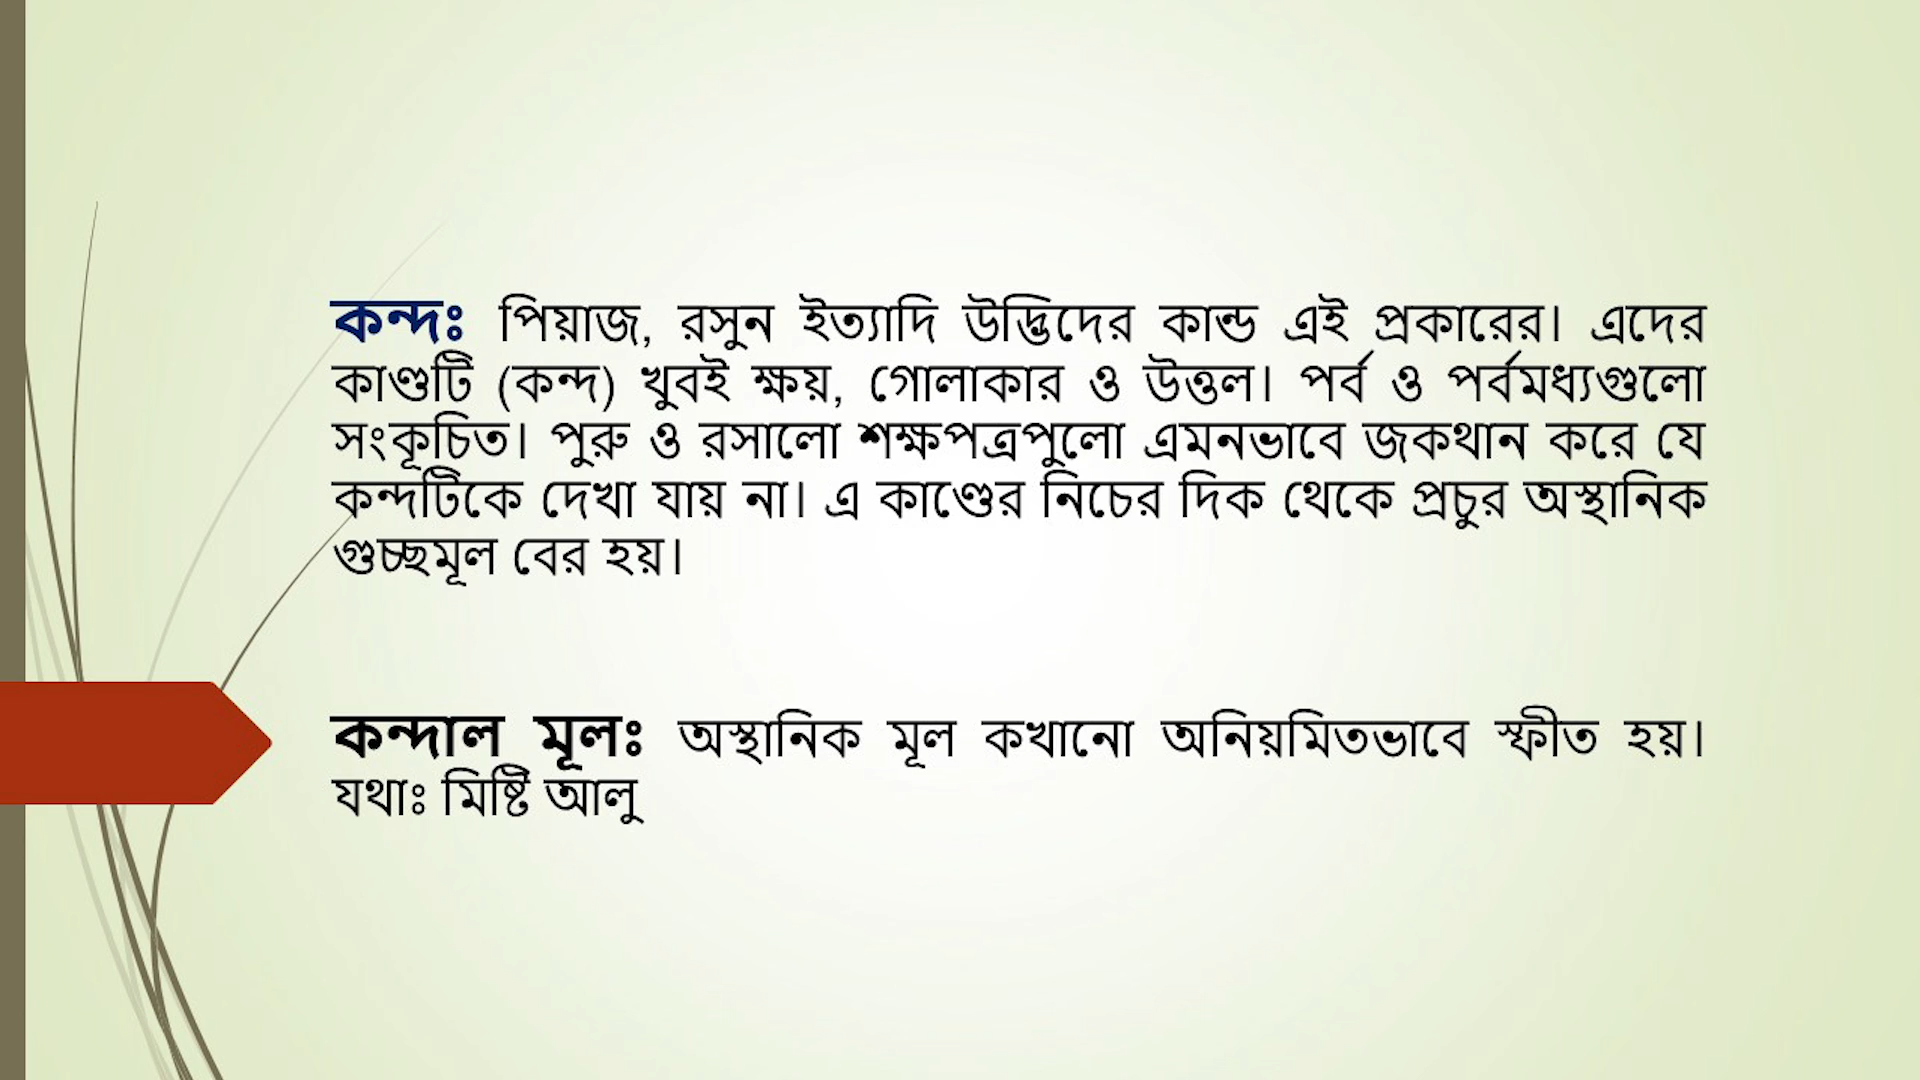 কন্দঃ পিয়াজ, রসুন ইত্যাদি উদ্ভিদের কান্ড এই প্রকারের। এদের
কাণ্ডটি (কন্দ) খুবই ক্ষয়, গোলাকার ও উত্তল। পর্ব ও পর্বমধ্যগুলো
সংকূচিত। পুরু ও রসালো শক্ষপত্রপুলো এমনভাবে জকথান করে যে
কন্দটিকে দেখা যায় না। এ কাণ্ডের নিচের দিক থেকে প্রচুর অস্থানিক
গুচ্ছমূল বের হয়।
কন্দাল মূলঃ অস্থানিক মূল কখানো অনিয়মিতভাবে স্ফীত হয়।
যথাঃ মিষ্টি আলু